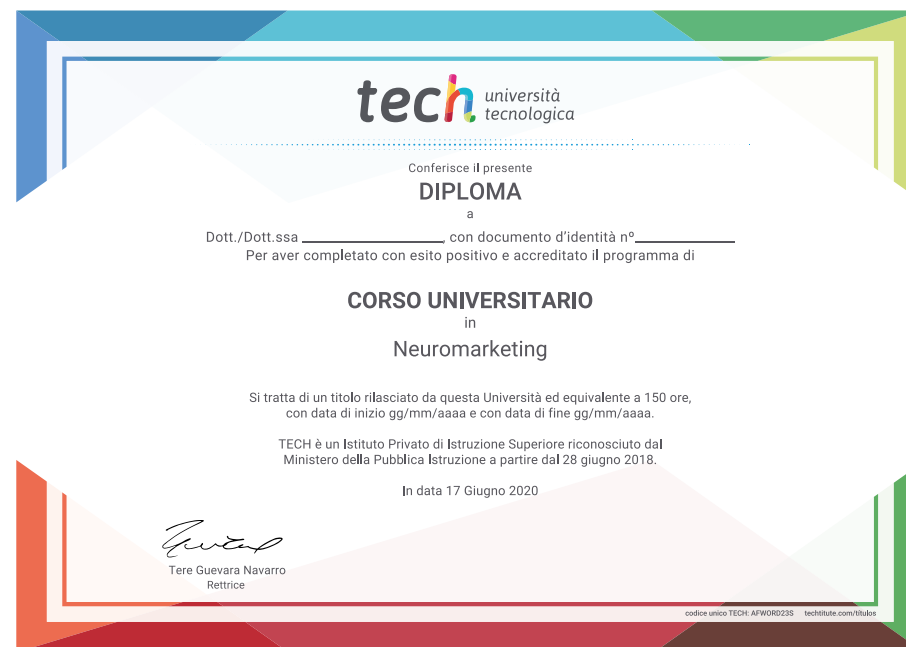 tech università
tecnologica
Conferisce il presente
DIPLOMA
a
Dott./Dott.ssa ____________, con documento d'identità nº________
Per aver completato con esito positivo e accreditato il programma di
CORSO UNIVERSITARIO
in
Neuromarketing
Si tratta di un titolo rilasciato da questa Università ed equivalente a 150 ore,
con data di inizio gg/mm/aaaa e con data di fine gg/mm/aaaa.
TECH è un Istituto Privato di Istruzione Superiore riconosciuto dal
Ministero della Pubblica Istruzione a partire dal 28 giugno 2018.
In data 17 Giugno 2020
Tere Guevara Navarro
Rettrice
codice unico TECH: AFWORD23S techtitute.com/títulos